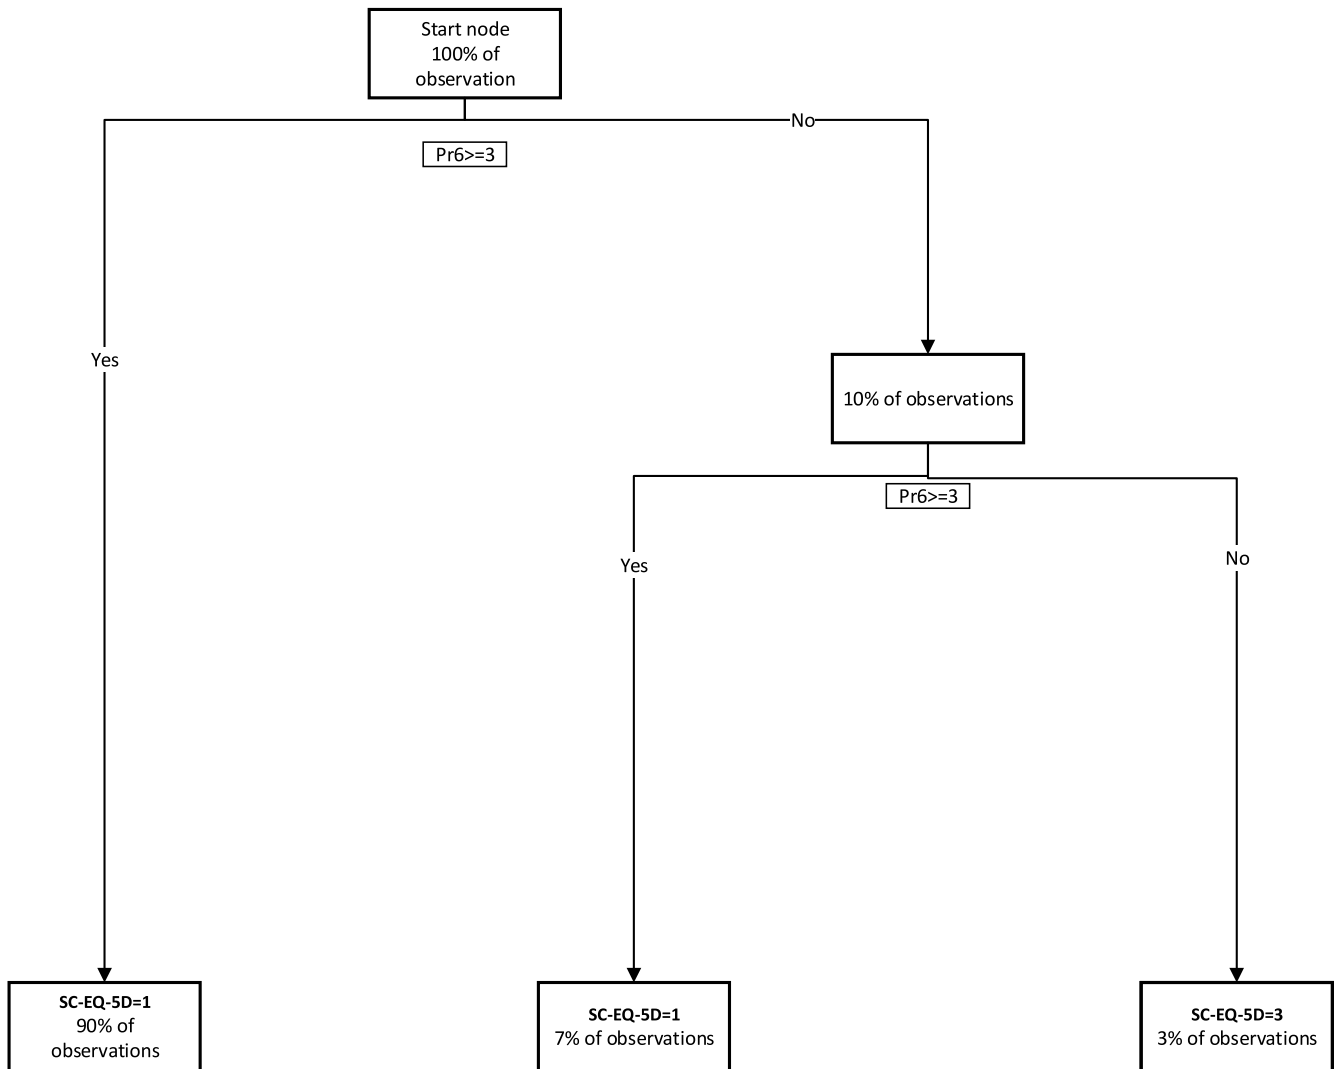 Start node
100% of
observation
No
Pr6>=3
Yes
10% of observations
Pr6>=3
Yes
No
SC-EQ-5D=1
90% of
observations
SC-EQ-5D=1
7% of observations
SC-EQ-5D=3
3% of observations